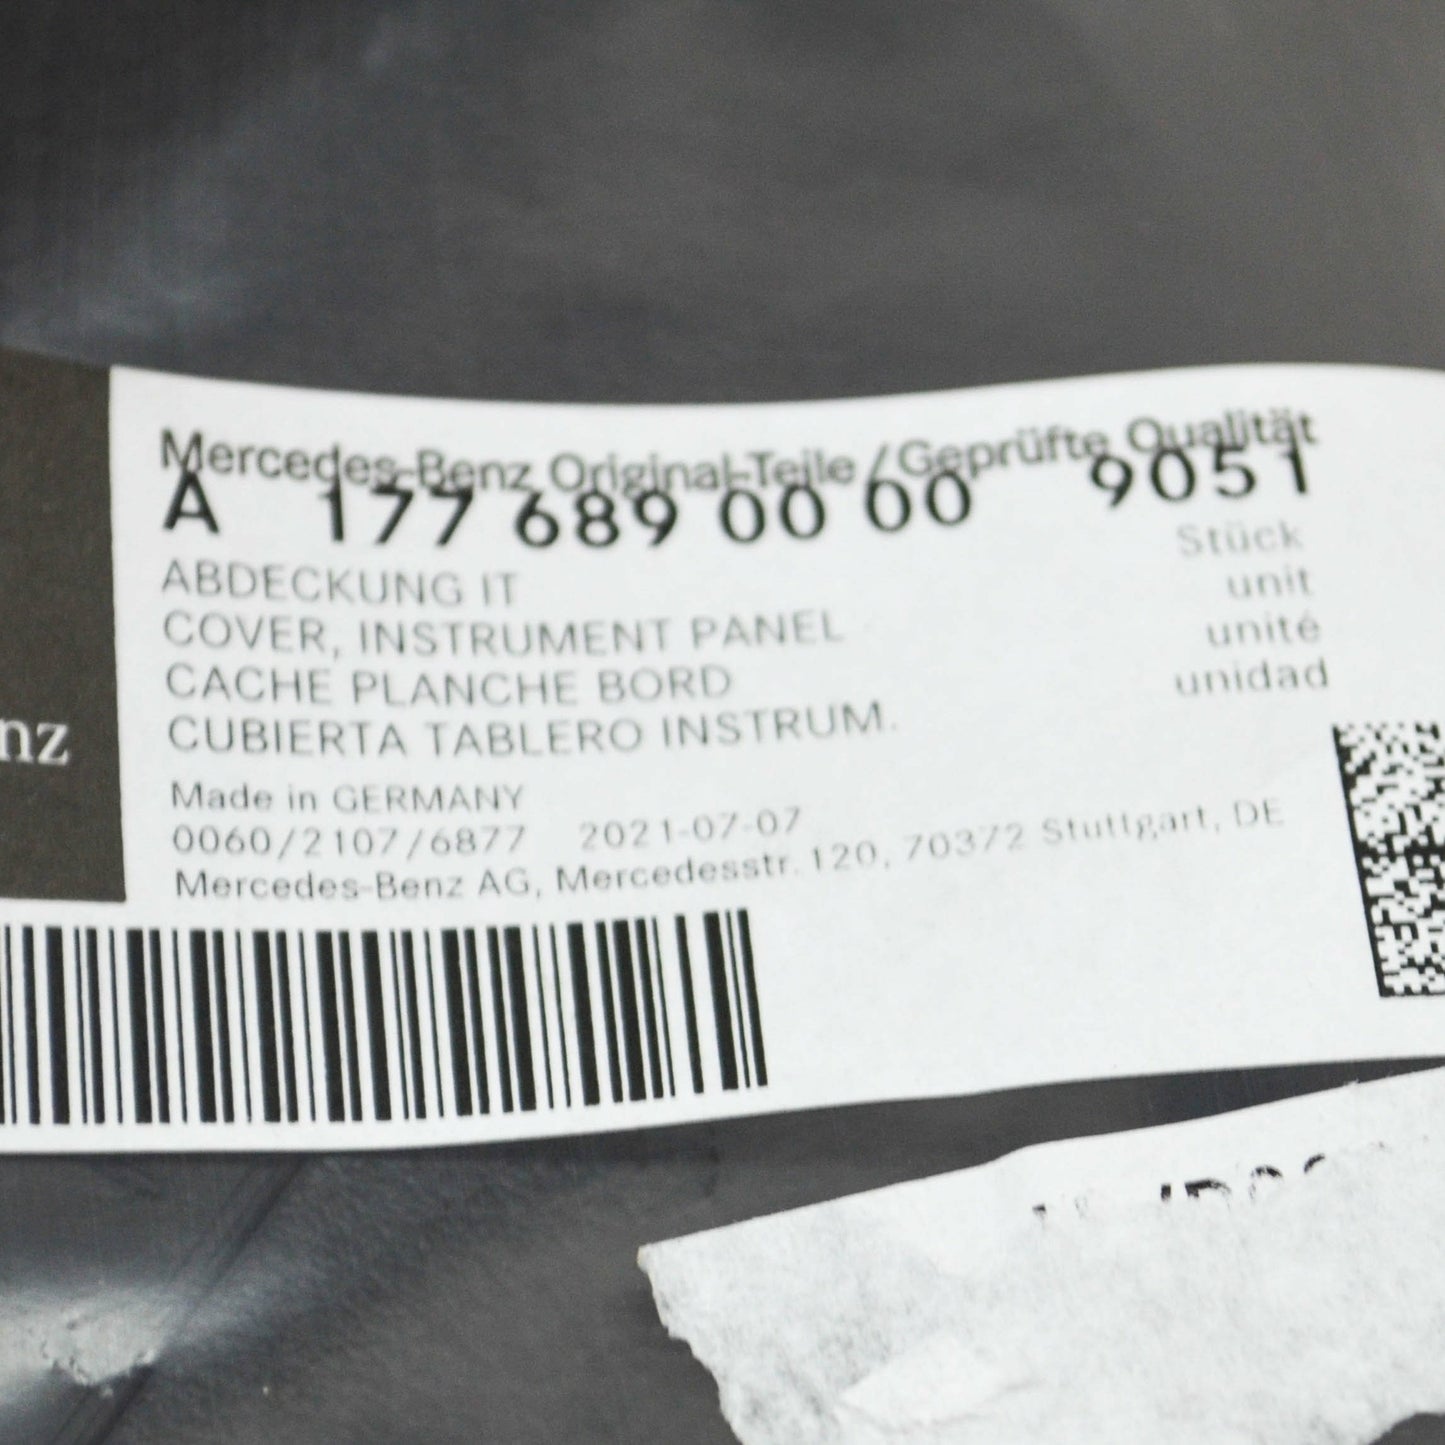 Mercedes-Benz Original-Teile / Geprüfte Qualität
A 177 689 00 00 9051
ABDECKUNG IT
Stück
COVER, INSTRUMENT PANEL
unit
CACHE PLANCHE BORD
unité
CUBIERTA TABLERO INSTRUM.
unidad
nz
Made in GERMANY
0060/2107/6877 2021-07-07
Mercedes-Benz AG, Mercedesstr. 120, 70372 Stuttgart, DE